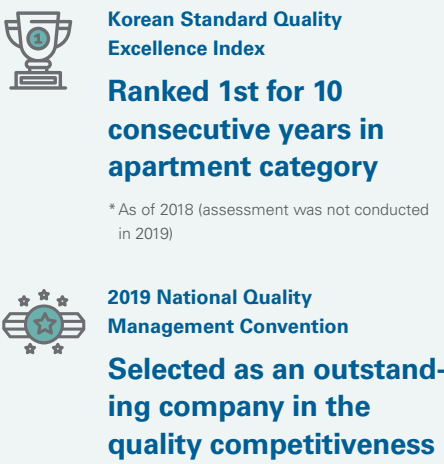 1
Korean Standard Quality
Excellence Index
Ranked 1st for 10
consecutive years in
apartment category
* As of 2018 (assessment was not conducted
in 2019)
2019 National Quality
Management Convention
Selected as an outstand-
ing company in the
quality competitiveness